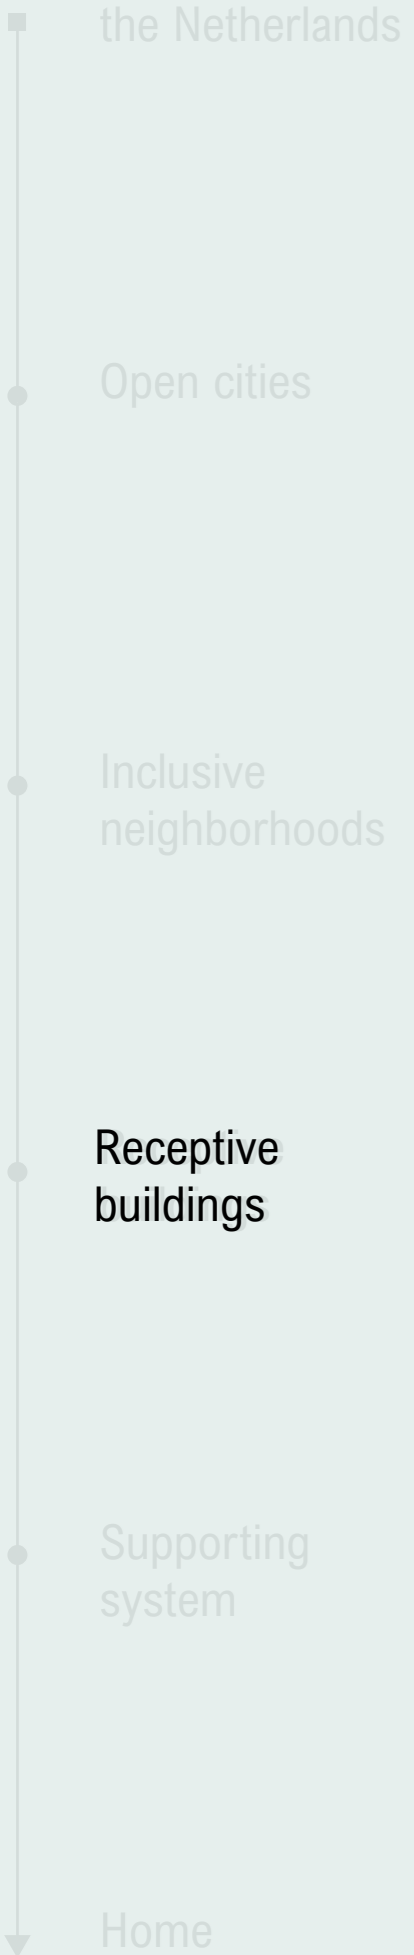 the Netherlands
Open cities
Inclusive
neighborhoods
Receptive
buildings
Supporting
system
Home